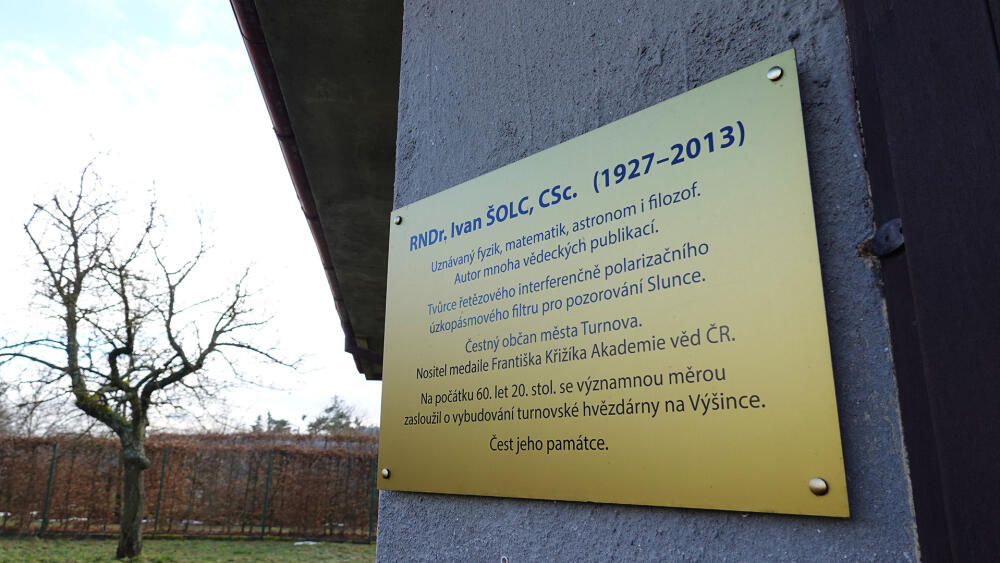 RNDr. Ivan ŠOLC, CSc. (1927–2013)
Uznávaný fyzik, matematik, astronom i filozof.
Autor mnoha vědeckých publikací.
Tvůrce řetězového interferenčně polarizačního
úzkopásmového filtru pro pozorování Slunce.
Čestný občan města Turnova.
Nositel medaile Františka Křižíka Akademie věd ČR.
Na počátku 60. let 20. stol. se významnou měrou
zasloužil o vybudování turnovské hvězdárny na Výšince.
Čest jeho památce.